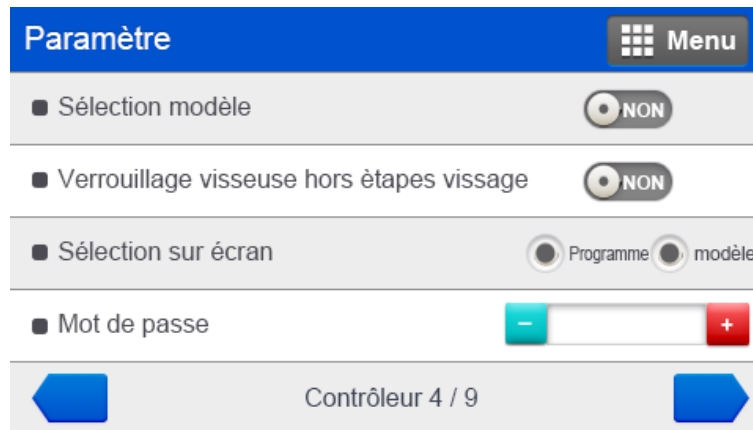 Paramètre
Menu
Sélection modèle
NON
Verrouillage visseuse hors ètapes vissage
NON
Sélection sur écran
Programme
modèle
Mot de passe
−
+
Contrôleur 4 / 9